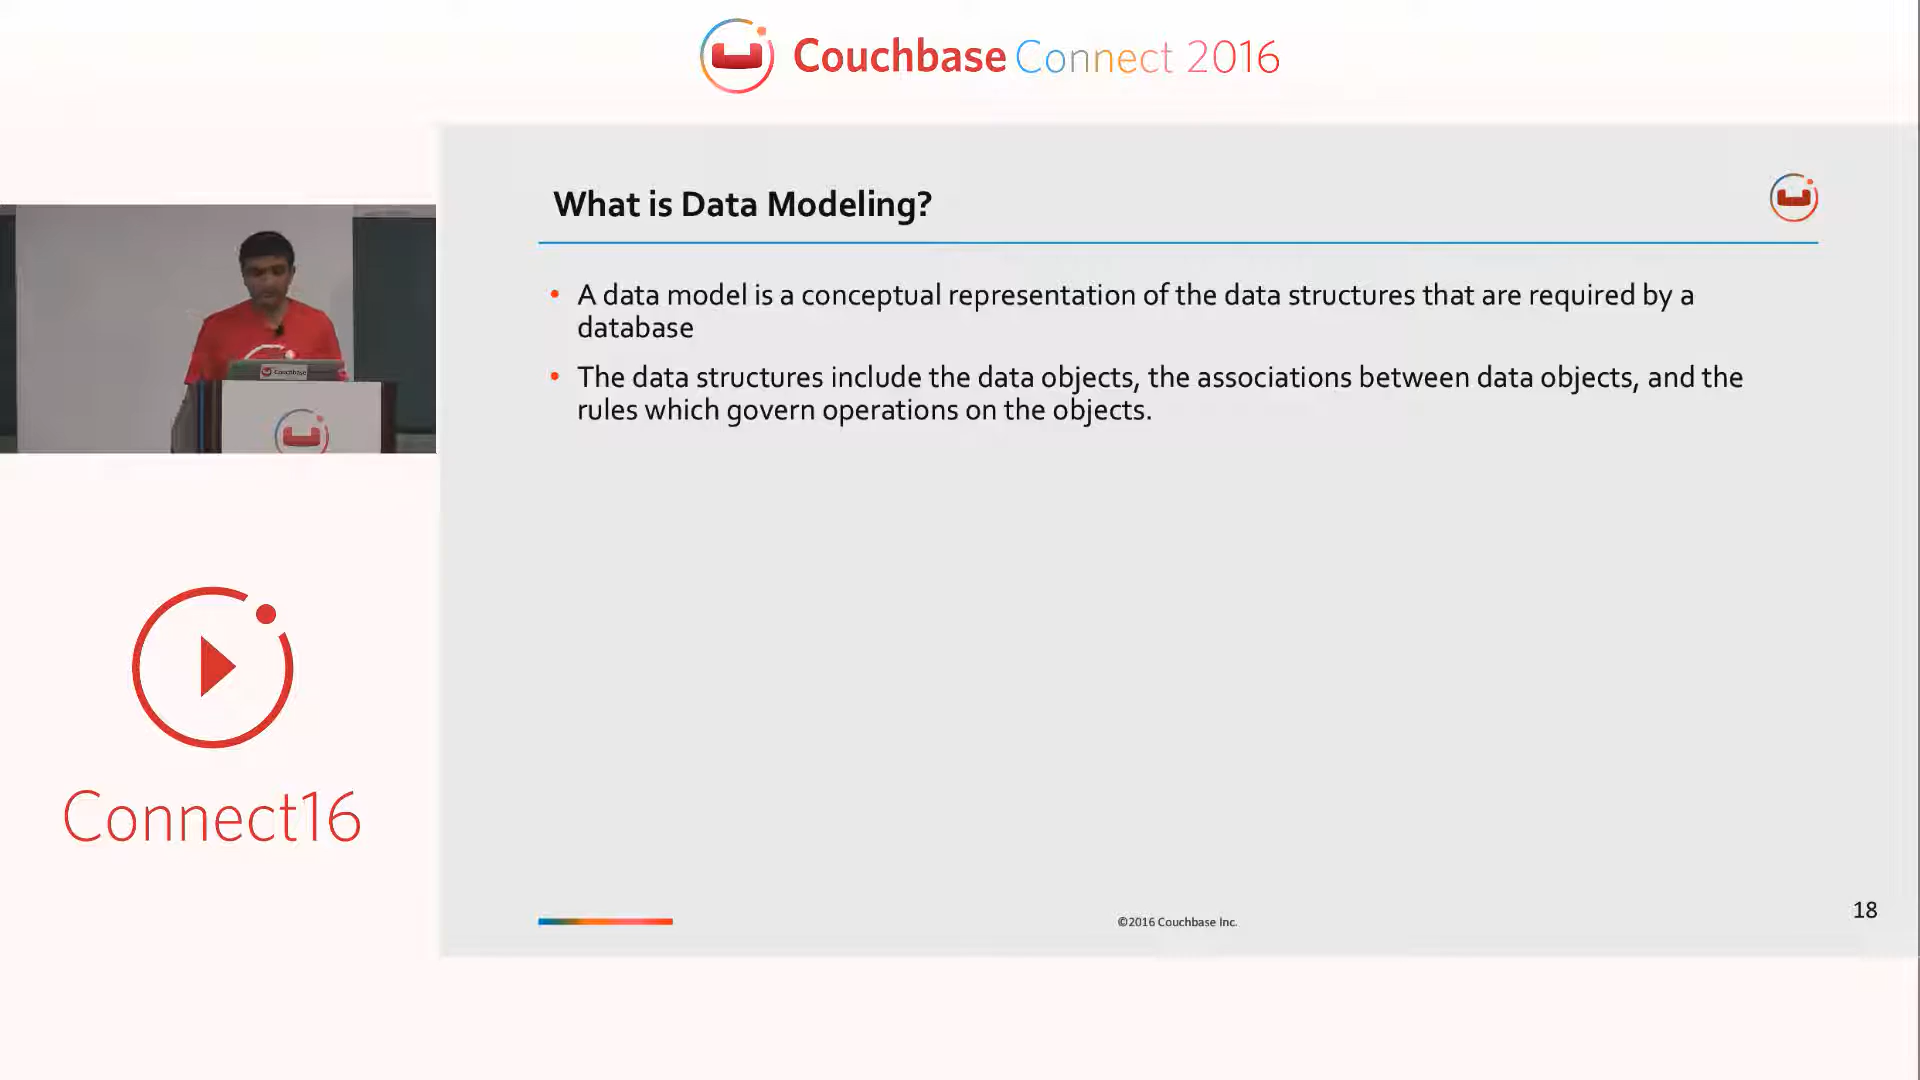 Couchbase Connect 2016
What is Data Modeling?
• A data model is a conceptual representation of the data structures that are required by a
database
• The data structures include the data objects, the associations between data objects, and the
rules which govern operations on the objects.
Couchbase
Connect16
©2016 Couchbase Inc.
18